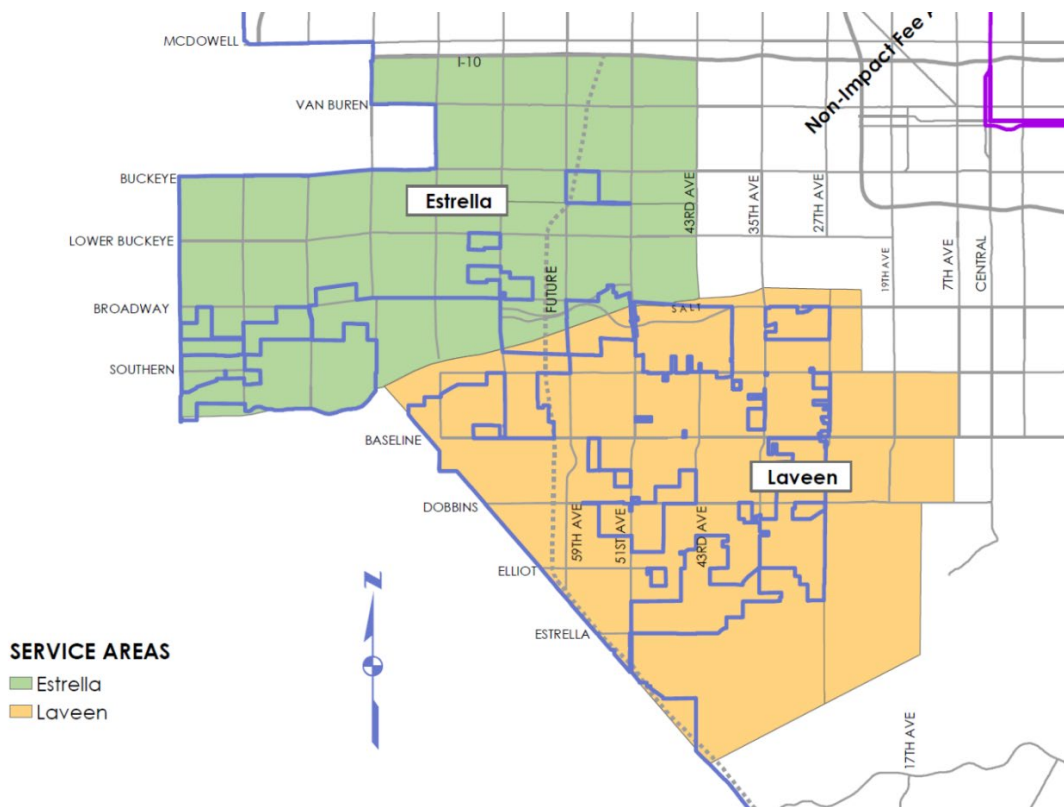 MCDOWELL
I-10
Non-Impact Fee
VAN BUREN
BUCKEYE
Estrella
43RD AVE
35TH AVE
27TH AVE
LOWER BUCKEYE
19TH AVE
7TH AVE
CENTRAL
FUTURE
BROADWAY
SALT
SOUTHERN
BASELINE
Laveen
DOBBINS
59TH AVE
51ST AVE
43RD AVE
ELLIOT
N
ESTRELLA
SERVICE AREAS
Estrella
Laveen
17TH AVE